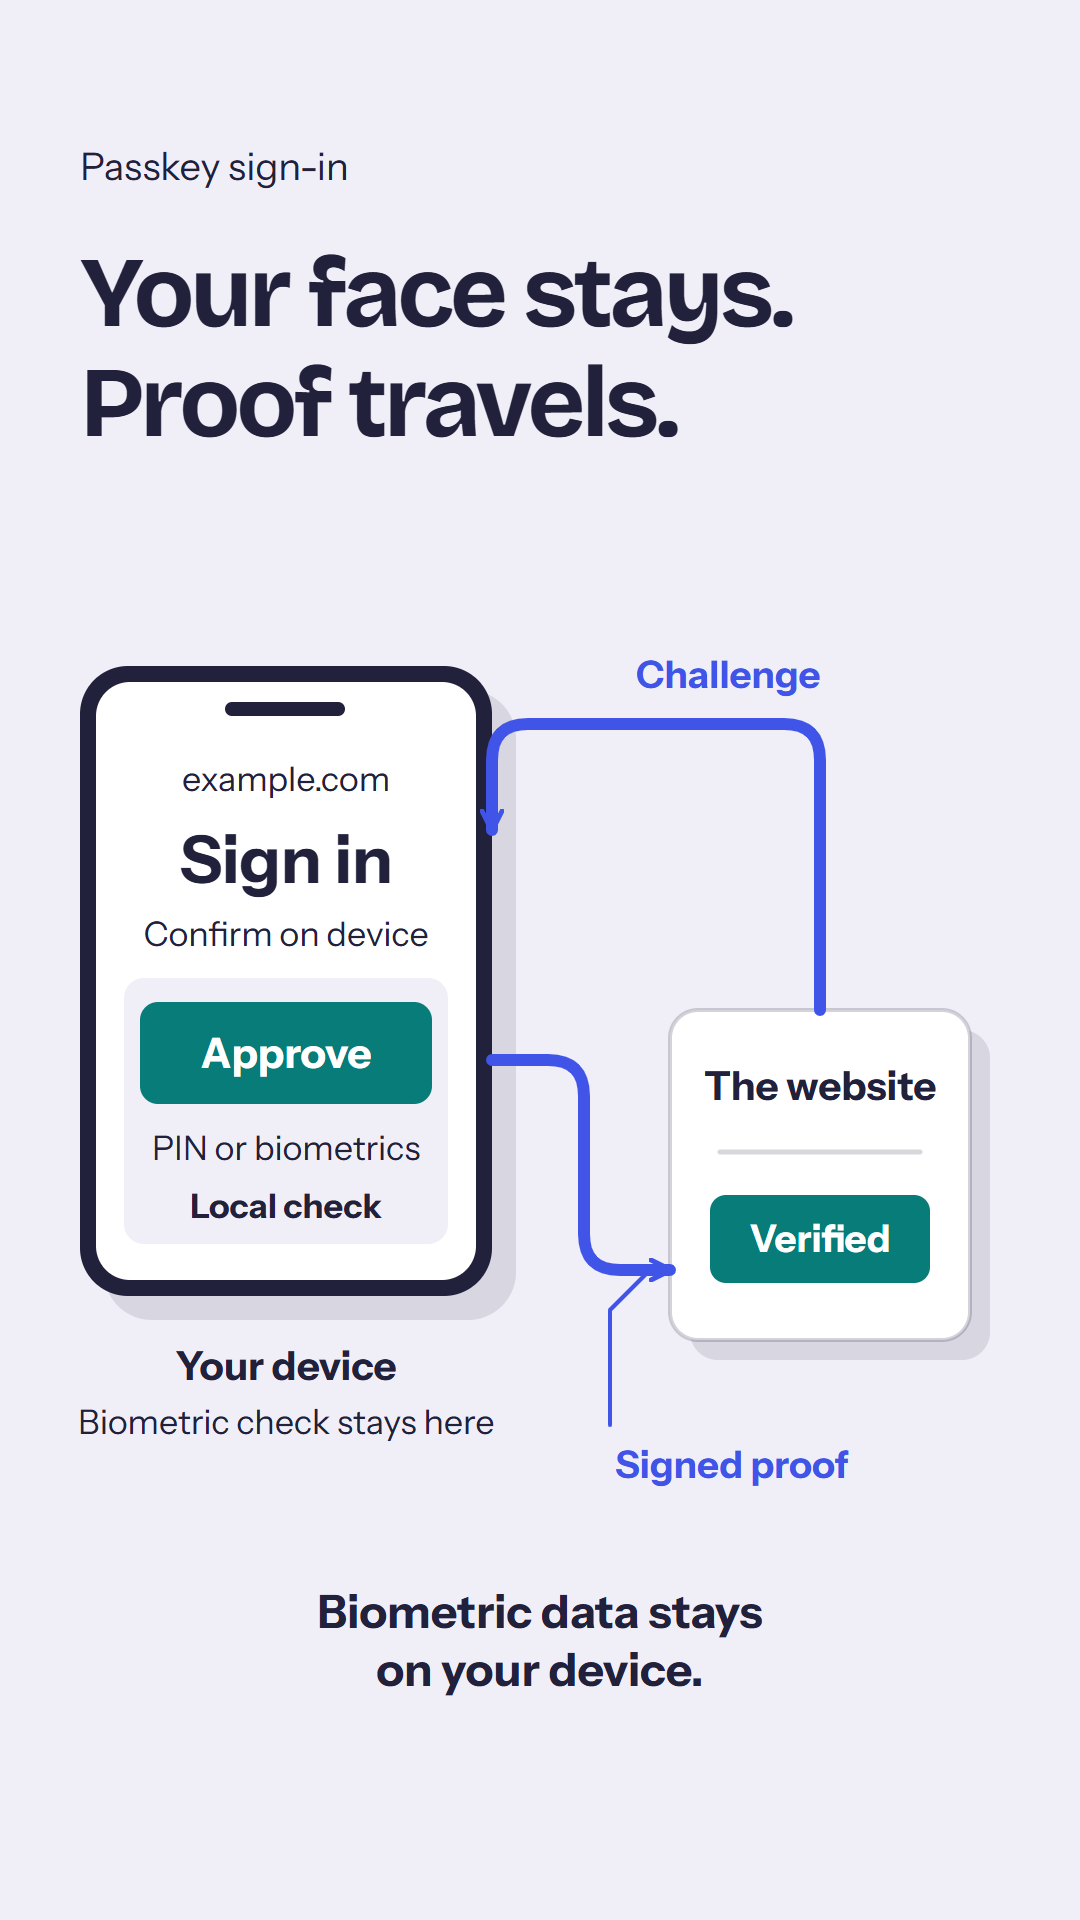 Passkey sign-in
Your face stays.
Proof travels.
Challenge
example.com
Sign in
Confirm on device
Approve
PIN or biometrics
Local check
The website
Verified
Your device
Biometric check stays here
Signed proof
Biometric data stays
on your device.